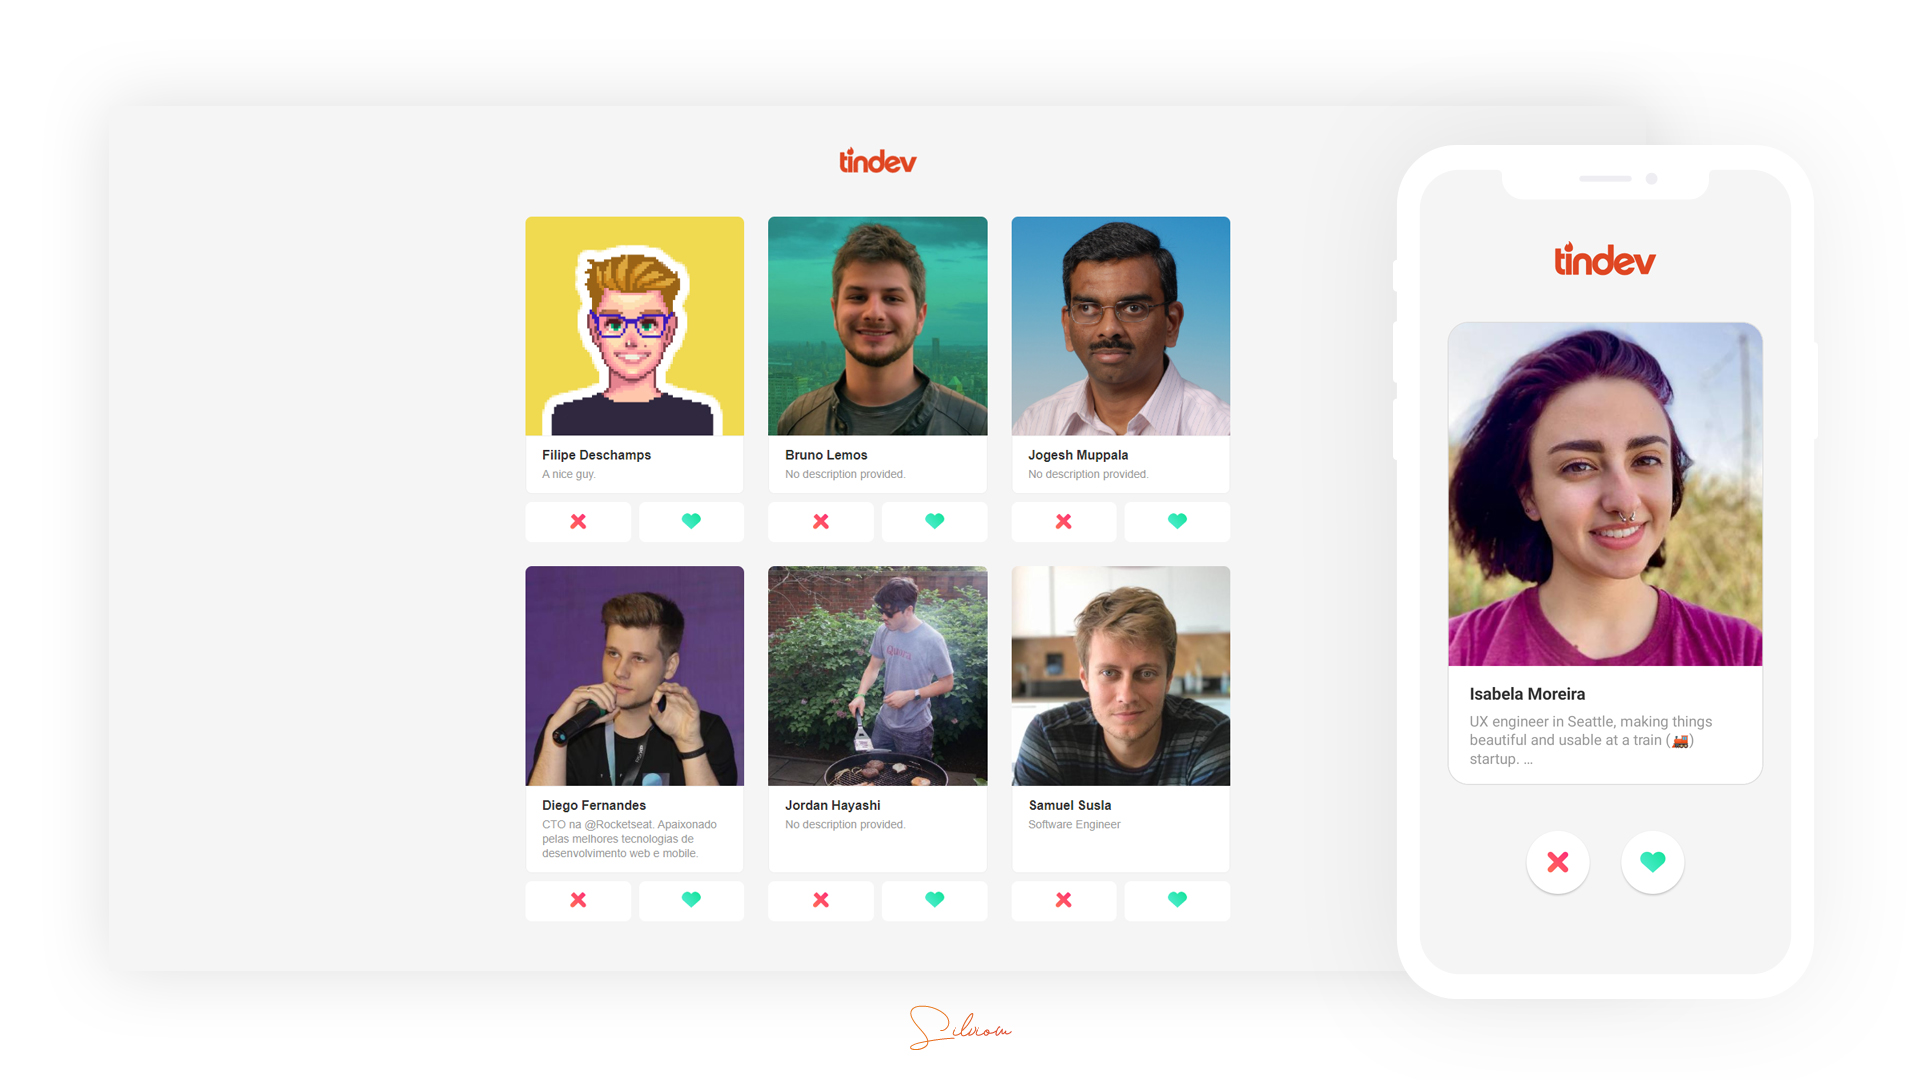 tindev
Filipe Deschamps
A nice guy.
Bruno Lemos
No description provided.
Jogesh Muppala
No description provided.
Diego Fernandes
CTO na @Rocketseat. Apaixonado
pelas melhores tecnologias de
desenvolvimento web e mobile.
Jordan Hayashi
No description provided.
Quora
Samuel Susla
Software Engineer
tindev
Isabela Moreira
UX engineer in Seattle, making things
beautiful and usable at a train (🚂)
startup. ...
Silviom